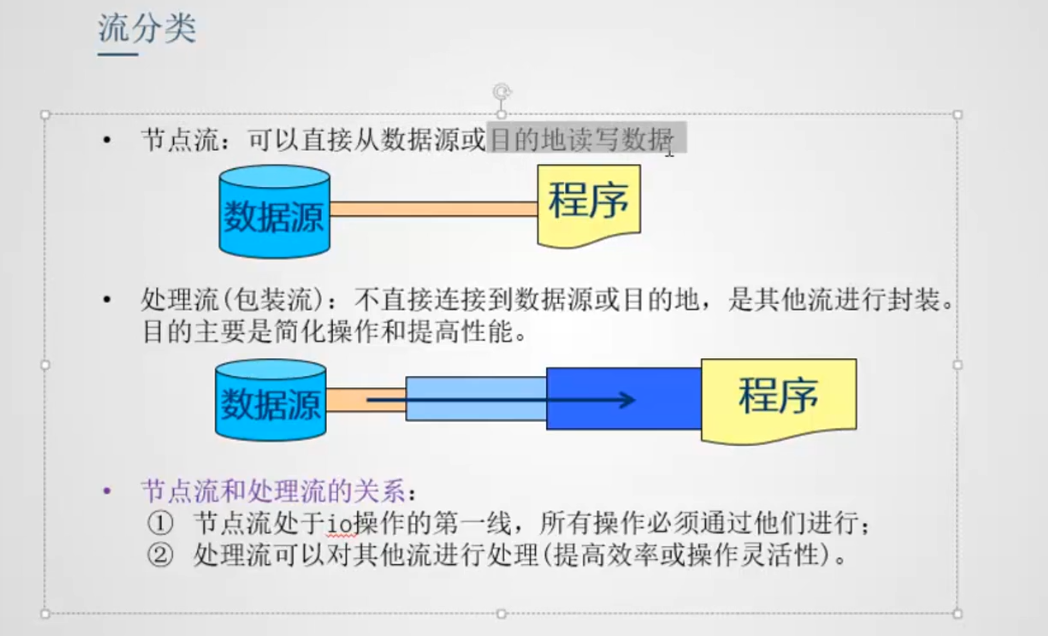 流分类
• 节点流：可以直接从数据源或目的地读写数据
数据源
程序
• 处理流(包装流)：不直接连接到数据源或目的地，是其他流进行封装。
目的主要是简化操作和提高性能。
数据源
程序
• 节点流和处理流的关系：
① 节点流处于io操作的第一线，所有操作必须通过他们进行；
② 处理流可以对其他流进行处理(提高效率或操作灵活性)。